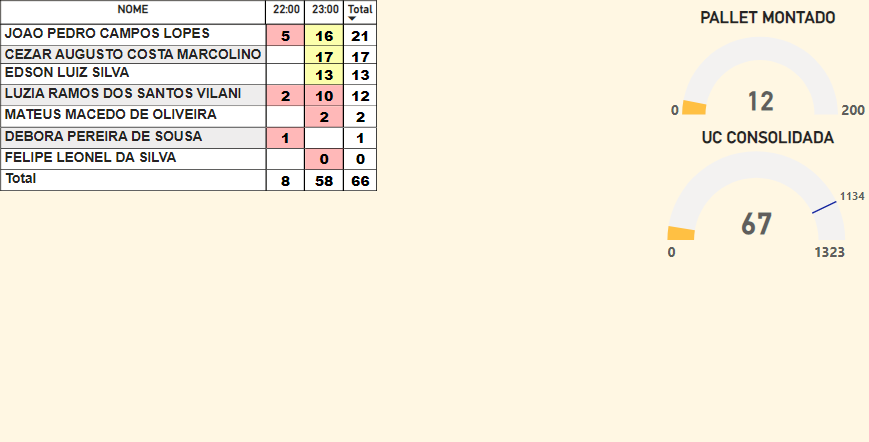 NOME 22:00 23:00 Total
JOAO PEDRO CAMPOS LOPES 5 16 21
CEZAR AUGUSTO COSTA MARCOLINO 17 17
EDSON LUIZ SILVA 13 13
LUZIA RAMOS DOS SANTOS VILANI 2 10 12
MATEUS MACEDO DE OLIVEIRA 2 2
DEBORA PEREIRA DE SOUSA 1 1
FELIPE LEONEL DA SILVA 0 0
Total 8 58 66
PALLET MONTADO
12
0 200
UC CONSOLIDADA
1134
67
0 1323